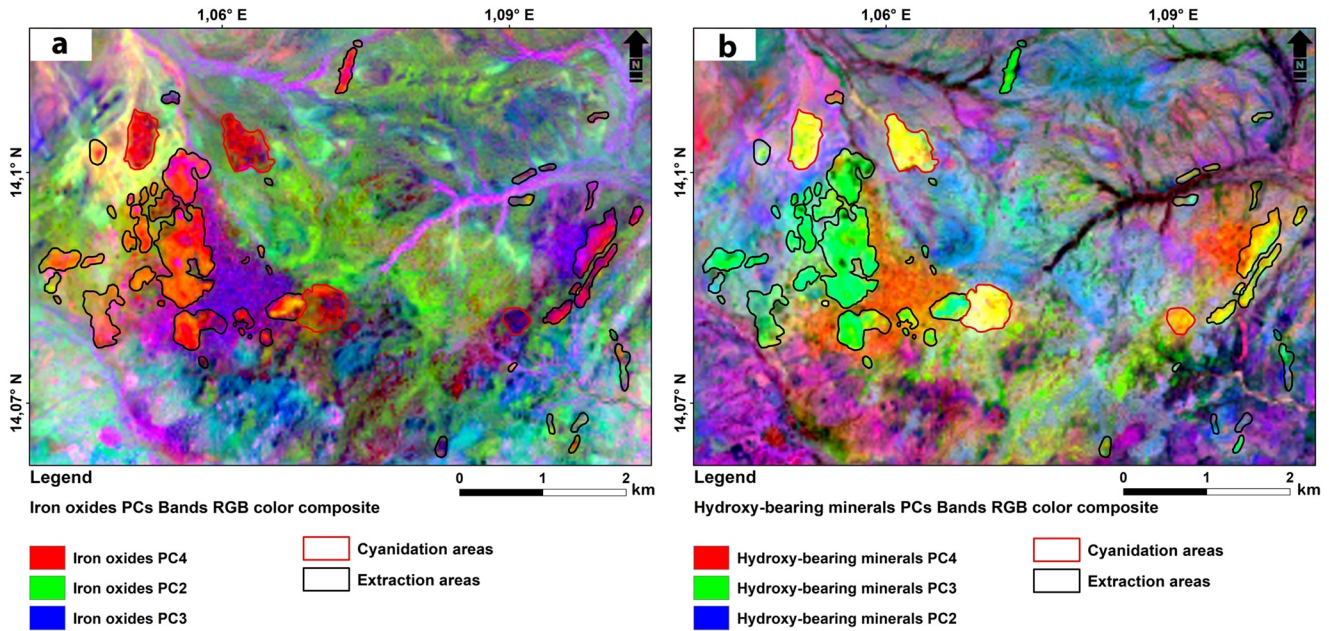 1,06° E 1,09° E 1,06° E 1,09° E
a b
N N
14,1° N 14,1° N
14,07° N 14,07° N
Legend 0 1 2 km Legend 0 1 2 km
Iron oxides PCs Bands RGB color composite Hydroxy-bearing minerals PCs Bands RGB color composite
Iron oxides PC4 Cyanidation areas Hydroxy-bearing minerals PC4 Cyanidation areas
Iron oxides PC2 Extraction areas Hydroxy-bearing minerals PC3 Extraction areas
Iron oxides PC3 Hydroxy-bearing minerals PC2